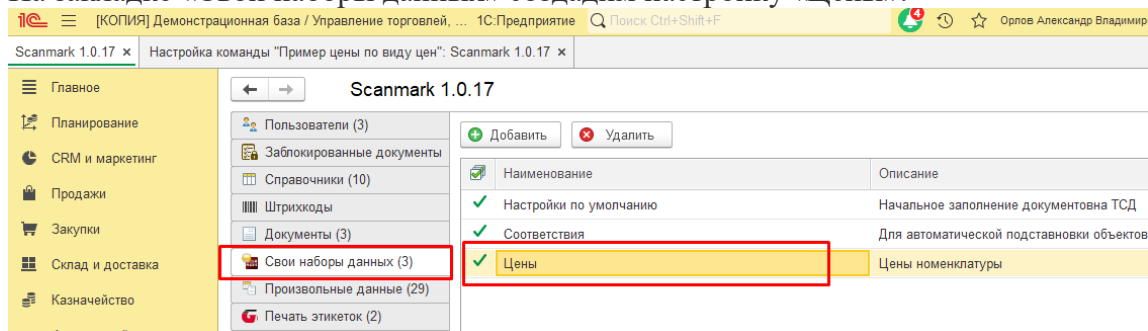 [КОПИЯ] Демонстрационная база / Управление торговлей, ... 1С:Предприятие Поиск Ctrl+Shift+F 4 Орлов Александр Владимир
Scanmark 1.0.17 × Настройка команды "Пример цены по виду цен": Scanmark 1.0.17 ×
Главное
Планирование
CRM и маркетинг
Продажи
Закупки
Склад и доставка
Казначейство
Scanmark 1.0.17
Пользователи (3)
Заблокированные документы
Справочники (10)
Штрихкоды
Документы (3)
Свои наборы данных (3)
Произвольные данные (29)
Печать этикеток (2)
Добавить Удалить
Наименование Описание
Настройки по умолчанию Начальное заполнение документовна ТСД
Соответствия Для автоматической подставновки объектов
Цены Цены номенклатуры